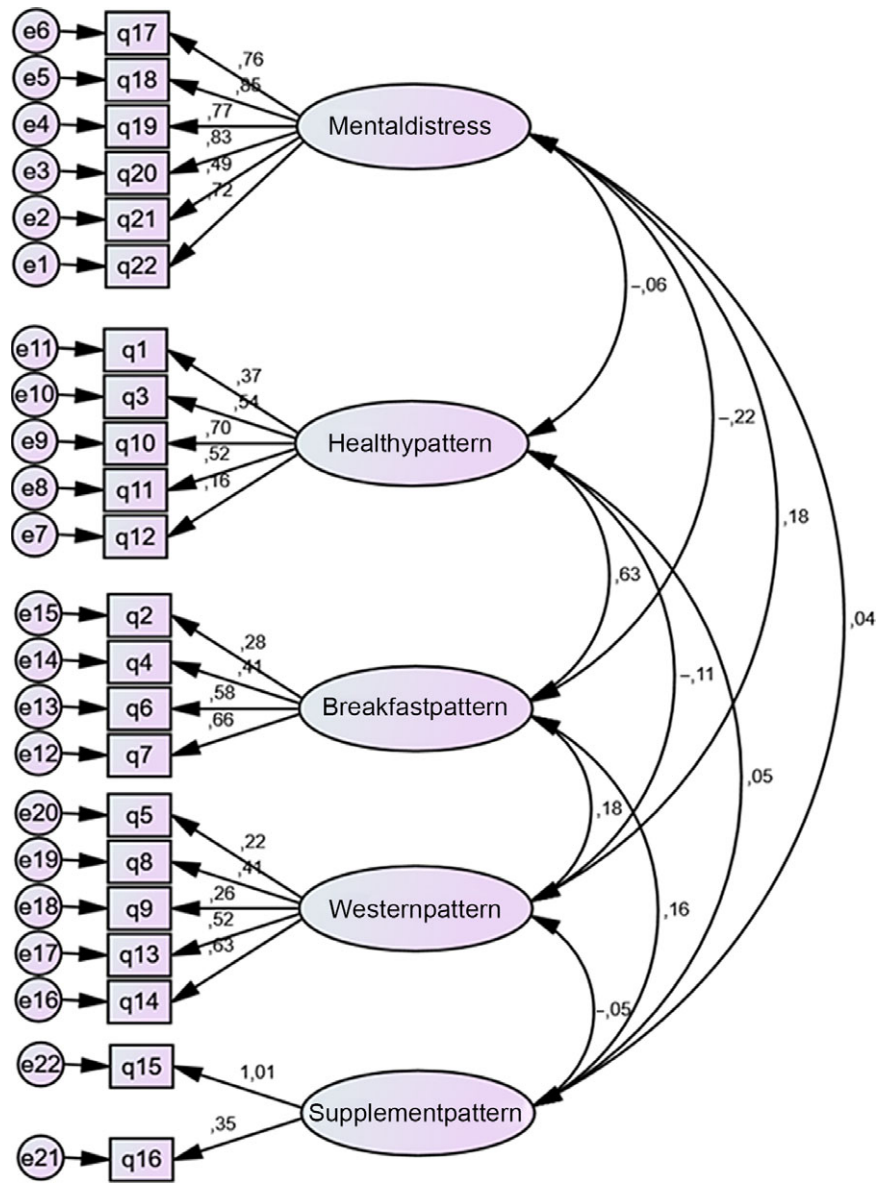 e6 q17 ,76
e5 q18 ,85
e4 q19 ,77
Mentaldistress
e3 q20 ,83
e2 q21 ,49
e1 q22 ,72
–,06
e11 q1 ,37
e10 q3 ,54
e9 q10 ,70
Healthypattern
e8 q11 ,52
e7 q12 ,16
–,22
,18
,63
,04
e15 q2 ,28
e14 q4 ,41
e13 q6 ,58
Breakfastpattern
e12 q7 ,66
–,11
,05
,18
e20 q5 ,22
e19 q8 ,41
e18 q9 ,26
Westernpattern
e17 q13 ,52
e16 q14 ,63
,16
–,05
e22 q15 1,01
Supplementpattern
e21 q16 ,35